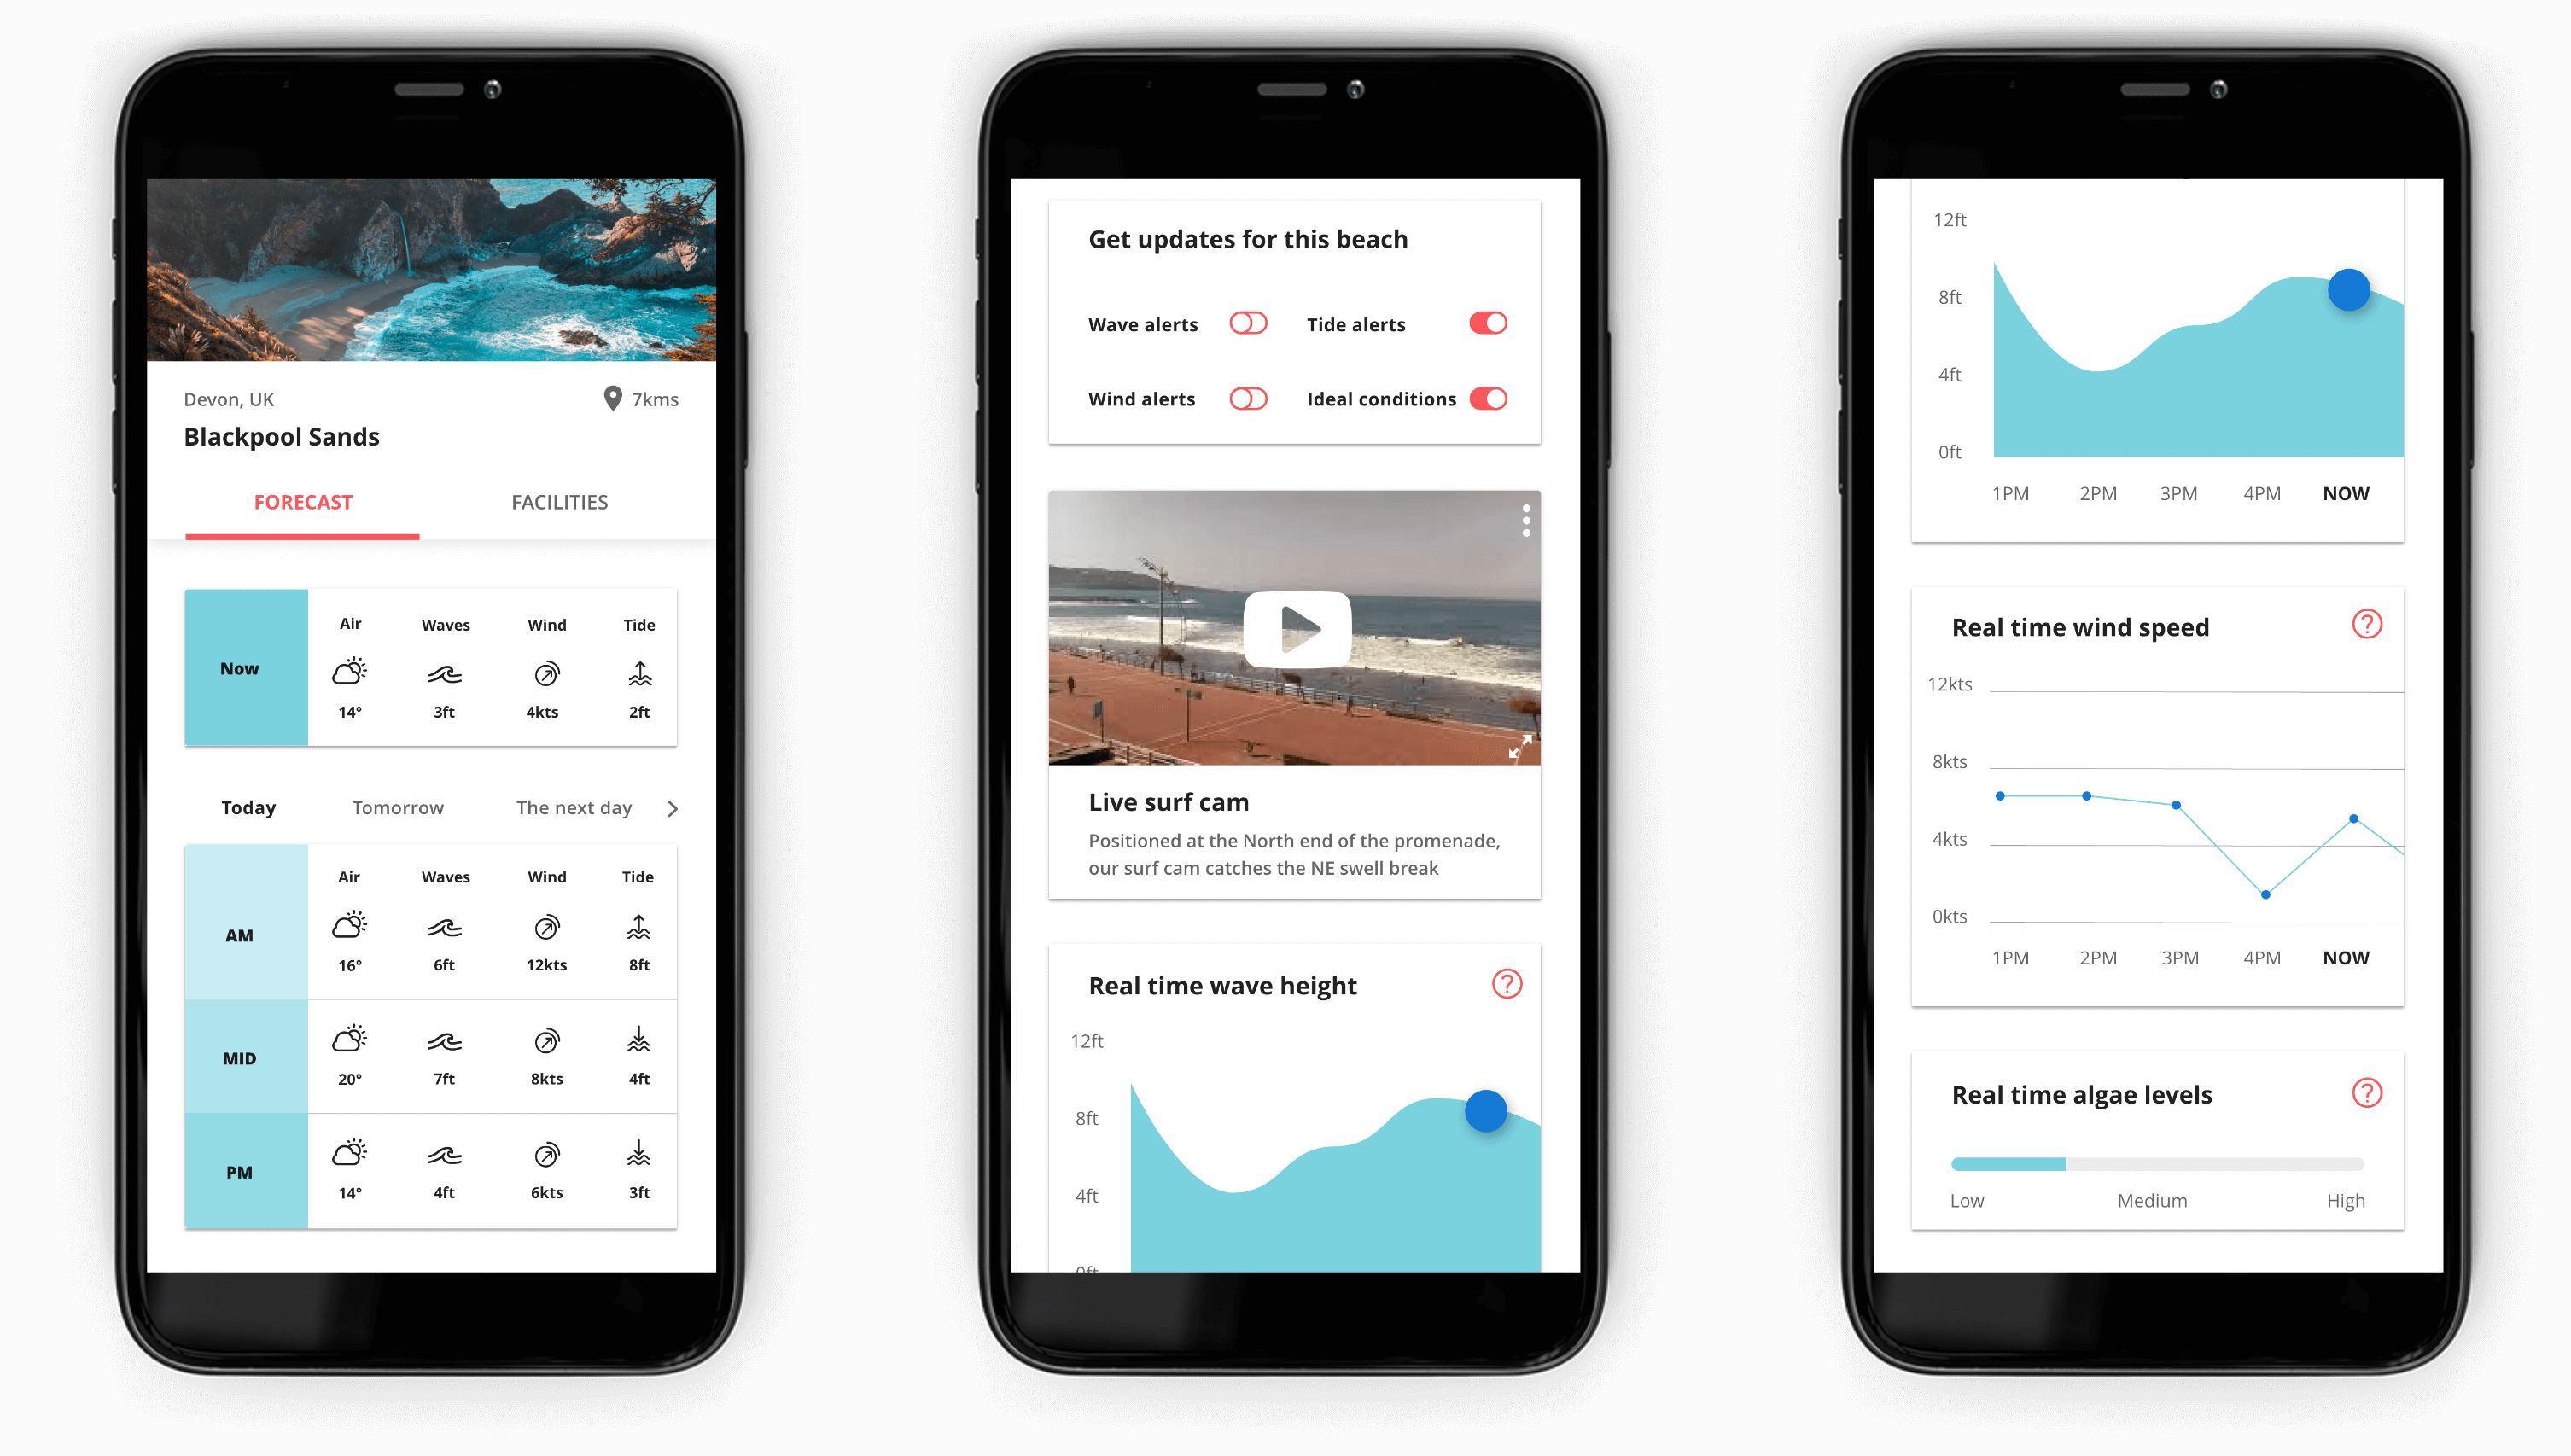 Devon, UK 7kms
Blackpool Sands
FORECAST FACILITIES
Now Air Waves Wind Tide
14° 3ft 4kts 2ft
Today Tomorrow The next day
Air Waves Wind Tide
AM 16° 6ft 12kts 8ft
MID 20° 7ft 8kts 4ft
PM 14° 4ft 6kts 3ft
Get updates for this beach
Wave alerts Tide alerts
Wind alerts Ideal conditions
Live surf cam
Positioned at the North end of the promenade,
our surf cam catches the NE swell break
Real time wave height ?
12ft
8ft
4ft
0ft
12ft
8ft
4ft
0ft
1PM 2PM 3PM 4PM NOW
Real time wind speed ?
12kts
8kts
4kts
0kts
1PM 2PM 3PM 4PM NOW
Real time algae levels ?
Low Medium High